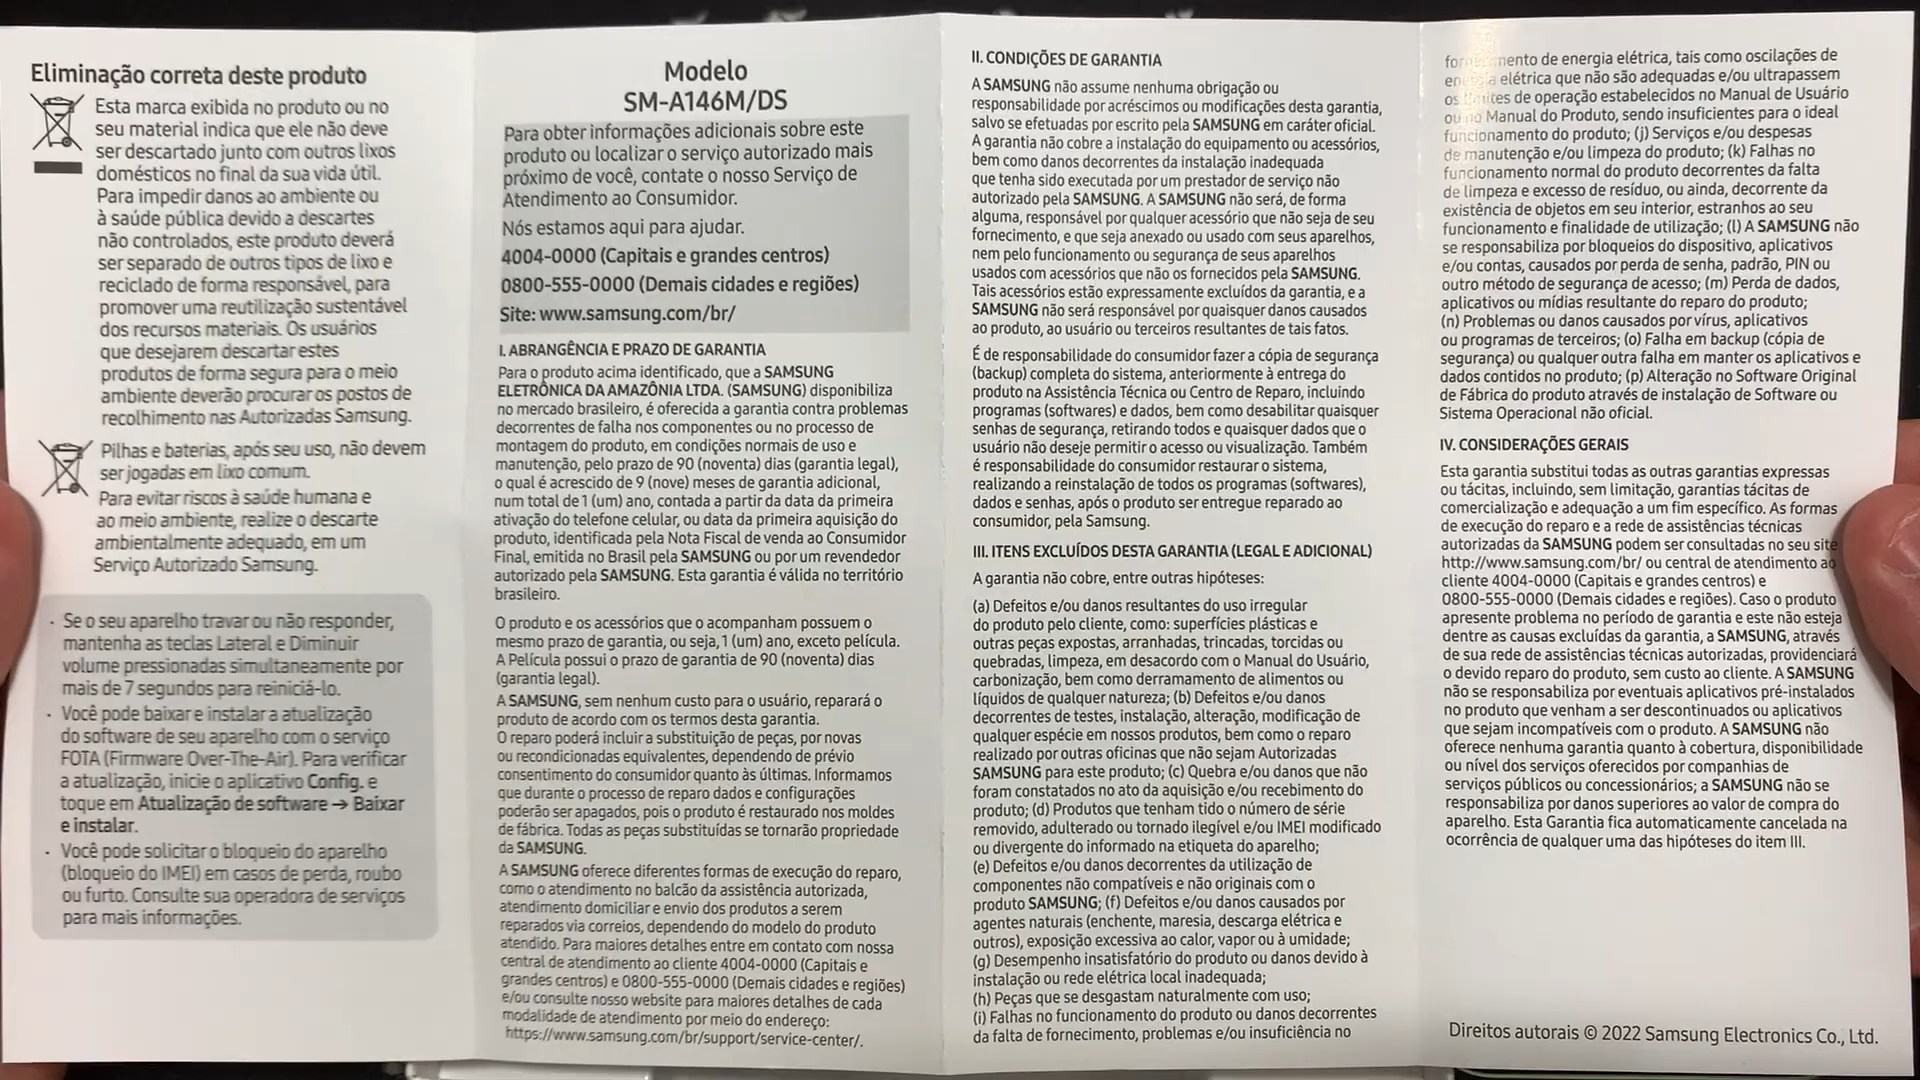 Eliminação correta deste produto
Esta marca exibida no produto ou no
seu material indica que ele não deve
ser descartado junto com outros lixos
domésticos no final da sua vida útil.
Para impedir danos ao ambiente ou
à saúde pública devido a descartes
não controlados, este produto deverá
ser separado de outros tipos de lixo e
reciclado de forma responsável, para
promover uma reutilização sustentável
dos recursos materiais. Os usuários
que desejarem descartar estes
produtos de forma segura para o meio
ambiente deverão procurar os postos de
recolhimento nas Autorizadas Samsung.
Pilhas e baterias, após seu uso, não devem
ser jogadas em lixo comum.
Para evitar riscos à saúde humana e
ao meio ambiente, realize o descarte
ambientalmente adequado, em um
Serviço Autorizado Samsung.
· Se o seu aparelho travar ou não responder,
mantenha as teclas Lateral e Diminuir
volume pressionadas simultaneamente por
mais de 7 segundos para reiniciá-lo.
· Você pode baixar e instalar a atualização
do software de seu aparelho com o serviço
FOTA (Firmware Over-The-Air). Para verificar
a atualização, inicie o aplicativo Config. e
toque em Atualização de software → Baixar
e instalar.
· Você pode solicitar o bloqueio do aparelho
(bloqueio do IMEI) em casos de perda, roubo
ou furto. Consulte sua operadora de serviços
para mais informações.
Modelo
SM-A146M/DS
Para obter informações adicionais sobre este
produto ou localizar o serviço autorizado mais
próximo de você, contate o nosso Serviço de
Atendimento ao Consumidor.
Nós estamos aqui para ajudar.
4004-0000 (Capitais e grandes centros)
0800-555-0000 (Demais cidades e regiões)
Site: www.samsung.com/br/
I. ABRANGÊNCIA E PRAZO DE GARANTIA
Para o produto acima identificado, que a SAMSUNG
ELETRÔNICA DA AMAZÔNIA LTDA. (SAMSUNG) disponibiliza
no mercado brasileiro, é oferecida a garantia contra problemas
decorrentes de falha nos componentes ou no processo de
montagem do produto, em condições normais de uso e
manutenção, pelo prazo de 90 (noventa) dias (garantia legal),
o qual é acrescido de 9 (nove) meses de garantia adicional,
num total de 1 (um) ano, contada a partir da data da primeira
ativação do telefone celular, ou data da primeira aquisição do
produto, identificada pela Nota Fiscal de venda ao Consumidor
Final, emitida no Brasil pela SAMSUNG ou por um revendedor
autorizado pela SAMSUNG. Esta garantia é válida no território
brasileiro.
O produto e os acessórios que o acompanham possuem o
mesmo prazo de garantia, ou seja, 1 (um) ano, exceto película.
A Película possui o prazo de garantia de 90 (noventa) dias
(garantia legal).
A SAMSUNG, sem nenhum custo para o usuário, reparará o
produto de acordo com os termos desta garantia.
O reparo poderá incluir a substituição de peças, por novas
ou recondicionadas equivalentes, dependendo de prévio
consentimento do consumidor quanto às últimas. Informamos
que durante o processo de reparo dados e configurações
poderão ser apagados, pois o produto é restaurado nos moldes
de fábrica. Todas as peças substituídas se tornarão propriedade
da SAMSUNG.
A SAMSUNG oferece diferentes formas de execução do reparo,
como o atendimento no balcão da assistência autorizada,
atendimento domiciliar e envio dos produtos a serem
reparados via correios, dependendo do modelo do produto
atendido. Para maiores detalhes entre em contato com nossa
central de atendimento ao cliente 4004-0000 (Capitais e
grandes centros) e 0800-555-0000 (Demais cidades e regiões)
e/ou consulte nosso website para maiores detalhes de cada
modalidade de atendimento por meio do endereço:
https://www.samsung.com/br/support/service-center/.
II. CONDIÇÕES DE GARANTIA
A SAMSUNG não assume nenhuma obrigação ou
responsabilidade por acréscimos ou modificações desta garantia,
salvo se efetuadas por escrito pela SAMSUNG em caráter oficial.
A garantia não cobre a instalação do equipamento ou acessórios,
bem como danos decorrentes da instalação inadequada
que tenha sido executada por um prestador de serviço não
autorizado pela SAMSUNG. A SAMSUNG não será, de forma
alguma, responsável por qualquer acessório que não seja de seu
fornecimento, e que seja anexado ou usado com seus aparelhos,
nem pelo funcionamento ou segurança de seus aparelhos
usados com acessórios que não os fornecidos pela SAMSUNG.
Tais acessórios estão expressamente excluídos da garantia, e a
SAMSUNG não será responsável por quaisquer danos causados
ao produto, ao usuário ou terceiros resultantes de tais fatos.
É de responsabilidade do consumidor fazer a cópia de segurança
(backup) completa do sistema, anteriormente à entrega do
produto na Assistência Técnica ou Centro de Reparo, incluindo
programas (softwares) e dados, bem como desabilitar quaisquer
senhas de segurança, retirando todos e quaisquer dados que o
usuário não deseje permitir o acesso ou visualização. Também
é responsabilidade do consumidor restaurar o sistema,
realizando a reinstalação de todos os programas (softwares),
dados e senhas, após o produto ser entregue reparado ao
consumidor, pela Samsung.
III. ITENS EXCLUÍDOS DESTA GARANTIA (LEGAL E ADICIONAL)
A garantia não cobre, entre outras hipóteses:
(a) Defeitos e/ou danos resultantes do uso irregular
do produto pelo cliente, como: superfícies plásticas e
outras peças expostas, arranhadas, trincadas, torcidas ou
quebradas, limpeza, em desacordo com o Manual do Usuário,
carbonização, bem como derramamento de alimentos ou
líquidos de qualquer natureza; (b) Defeitos e/ou danos
decorrentes de testes, instalação, alteração, modificação de
qualquer espécie em nossos produtos, bem como o reparo
realizado por outras oficinas que não sejam Autorizadas
SAMSUNG para este produto; (c) Quebra e/ou danos que não
foram constatados no ato da aquisição e/ou recebimento do
produto; (d) Produtos que tenham tido o número de série
removido, adulterado ou tornado ilegível e/ou IMEI modificado
ou divergente do informado na etiqueta do aparelho;
(e) Defeitos e/ou danos decorrentes da utilização de
componentes não compatíveis e não originais com o
produto SAMSUNG; (f) Defeitos e/ou danos causados por
agentes naturais (enchente, maresia, descarga elétrica e
outros), exposição excessiva ao calor, vapor ou à umidade;
(g) Desempenho insatisfatório do produto ou danos devido à
instalação ou rede elétrica local inadequada;
(h) Peças que se desgastam naturalmente com uso;
(i) Falhas no funcionamento do produto ou danos decorrentes
da falta de fornecimento, problemas e/ou insuficiência no
fornecimento de energia elétrica, tais como oscilações de
energia elétrica que não são adequadas e/ou ultrapassem
os limites de operação estabelecidos no Manual de Usuário
ou no Manual do Produto, sendo insuficientes para o ideal
funcionamento do produto; (j) Serviços e/ou despesas
de manutenção e/ou limpeza do produto; (k) Falhas no
funcionamento normal do produto decorrentes da falta
de limpeza e excesso de resíduo, ou ainda, decorrente da
existência de objetos em seu interior, estranhos ao seu
funcionamento e finalidade de utilização; (l) A SAMSUNG não
se responsabiliza por bloqueios do dispositivo, aplicativos
e/ou contas, causados por perda de senha, padrão, PIN ou
outro método de segurança de acesso; (m) Perda de dados,
aplicativos ou mídias resultante do reparo do produto;
(n) Problemas ou danos causados por vírus, aplicativos
ou programas de terceiros; (o) Falha em backup (cópia de
segurança) ou qualquer outra falha em manter os aplicativos e
dados contidos no produto; (p) Alteração no Software Original
de Fábrica do produto através de instalação de Software ou
Sistema Operacional não oficial.
IV. CONSIDERAÇÕES GERAIS
Esta garantia substitui todas as outras garantias expressas
ou tácitas, incluindo, sem limitação, garantias tácitas de
comercialização e adequação a um fim específico. As formas
de execução do reparo e a rede de assistências técnicas
autorizadas da SAMSUNG podem ser consultadas no seu site
http://www.samsung.com/br/ ou central de atendimento ao
cliente 4004-0000 (Capitais e grandes centros) e
0800-555-0000 (Demais cidades e regiões). Caso o produto
apresente problema no período de garantia e este não esteja
dentre as causas excluídas da garantia, a SAMSUNG, através
de sua rede de assistências técnicas autorizadas, providenciará
o devido reparo do produto, sem custo ao cliente. A SAMSUNG
não se responsabiliza por eventuais aplicativos pré-instalados
no produto que venham a ser descontinuados ou aplicativos
que sejam incompatíveis com o produto. A SAMSUNG não
oferece nenhuma garantia quanto à cobertura, disponibilidade
ou nível dos serviços oferecidos por companhias de
serviços públicos ou concessionários; a SAMSUNG não se
responsabiliza por danos superiores ao valor de compra do
aparelho. Esta Garantia fica automaticamente cancelada na
ocorrência de qualquer uma das hipóteses do item III.
Direitos autorais © 2022 Samsung Electronics Co., Ltd.